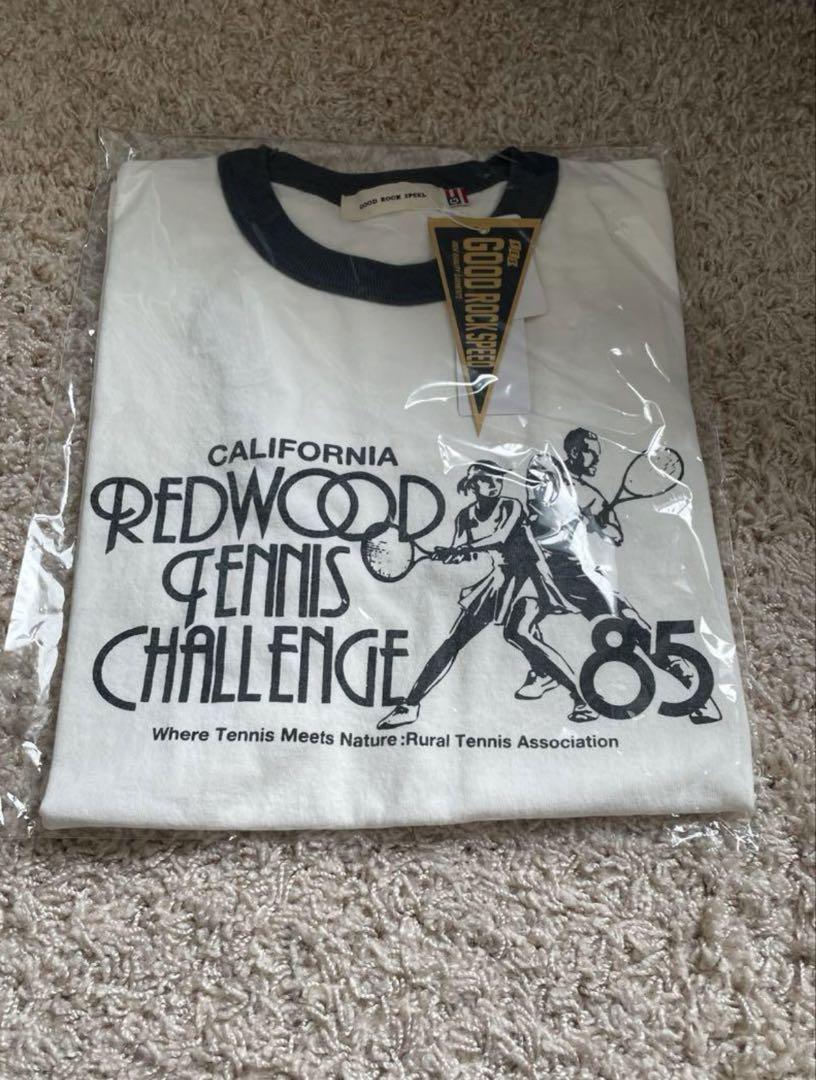 GOOD ROCK SPEED
GOOD ROCK SPEED
CALIFORNIA
REDWOOD
TENNIS
CHALLENGE
85
Where Tennis Meets Nature:Rural Tennis Association